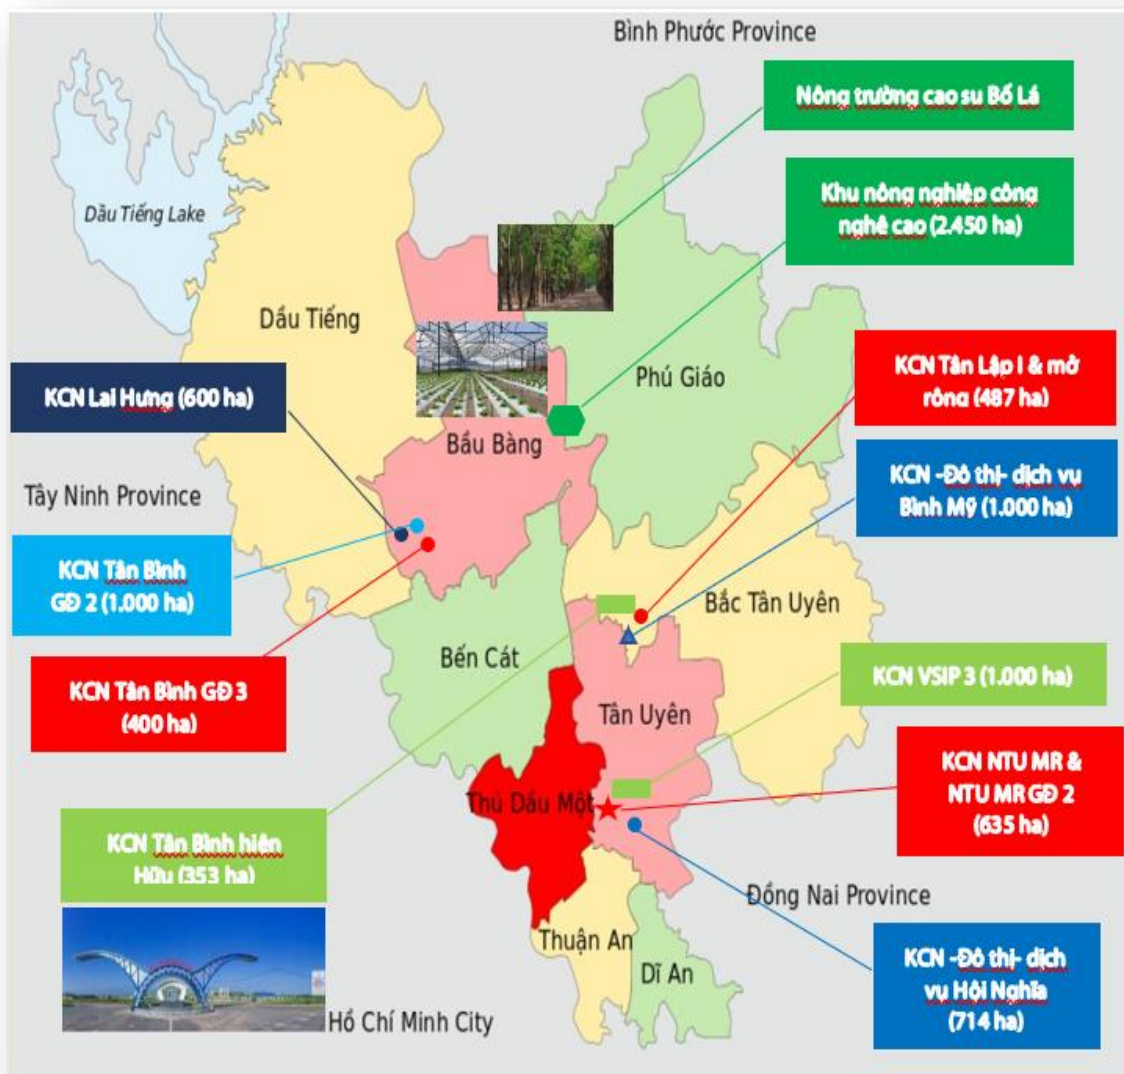 Bình Phước Province
Nông trường cao su Bố Lá
Khu nông nghiệp công
nghê cao (2.450 ha)
Dầu Tiếng Lake
Dầu Tiếng
Phú Giáo
KCN Tân Lập I & mở
rông (487 ha)
KCN Lai Hưng (600 ha)
Bầu Bàng
KCN -Đô thị- dịch vụ
Bình Mỹ (1.000 ha)
Tây Ninh Province
KCN Tân Bình
GĐ 2 (1.000 ha)
Bắc Tân Uyên
Bến Cát
KCN VSIP 3 (1.000 ha)
KCN Tân Bình GĐ 3
(400 ha)
Tân Uyên
KCN NTU MR &
NTU MR GĐ 2
(635 ha)
Thủ Dầu Một
KCN Tân Bình hiên
Hữu (353 ha)
Đồng Nai Province
Thuận An
Dĩ An
KCN -Đô thị- dịch
vụ Hội Nghĩa
(714 ha)
Hồ Chí Minh City